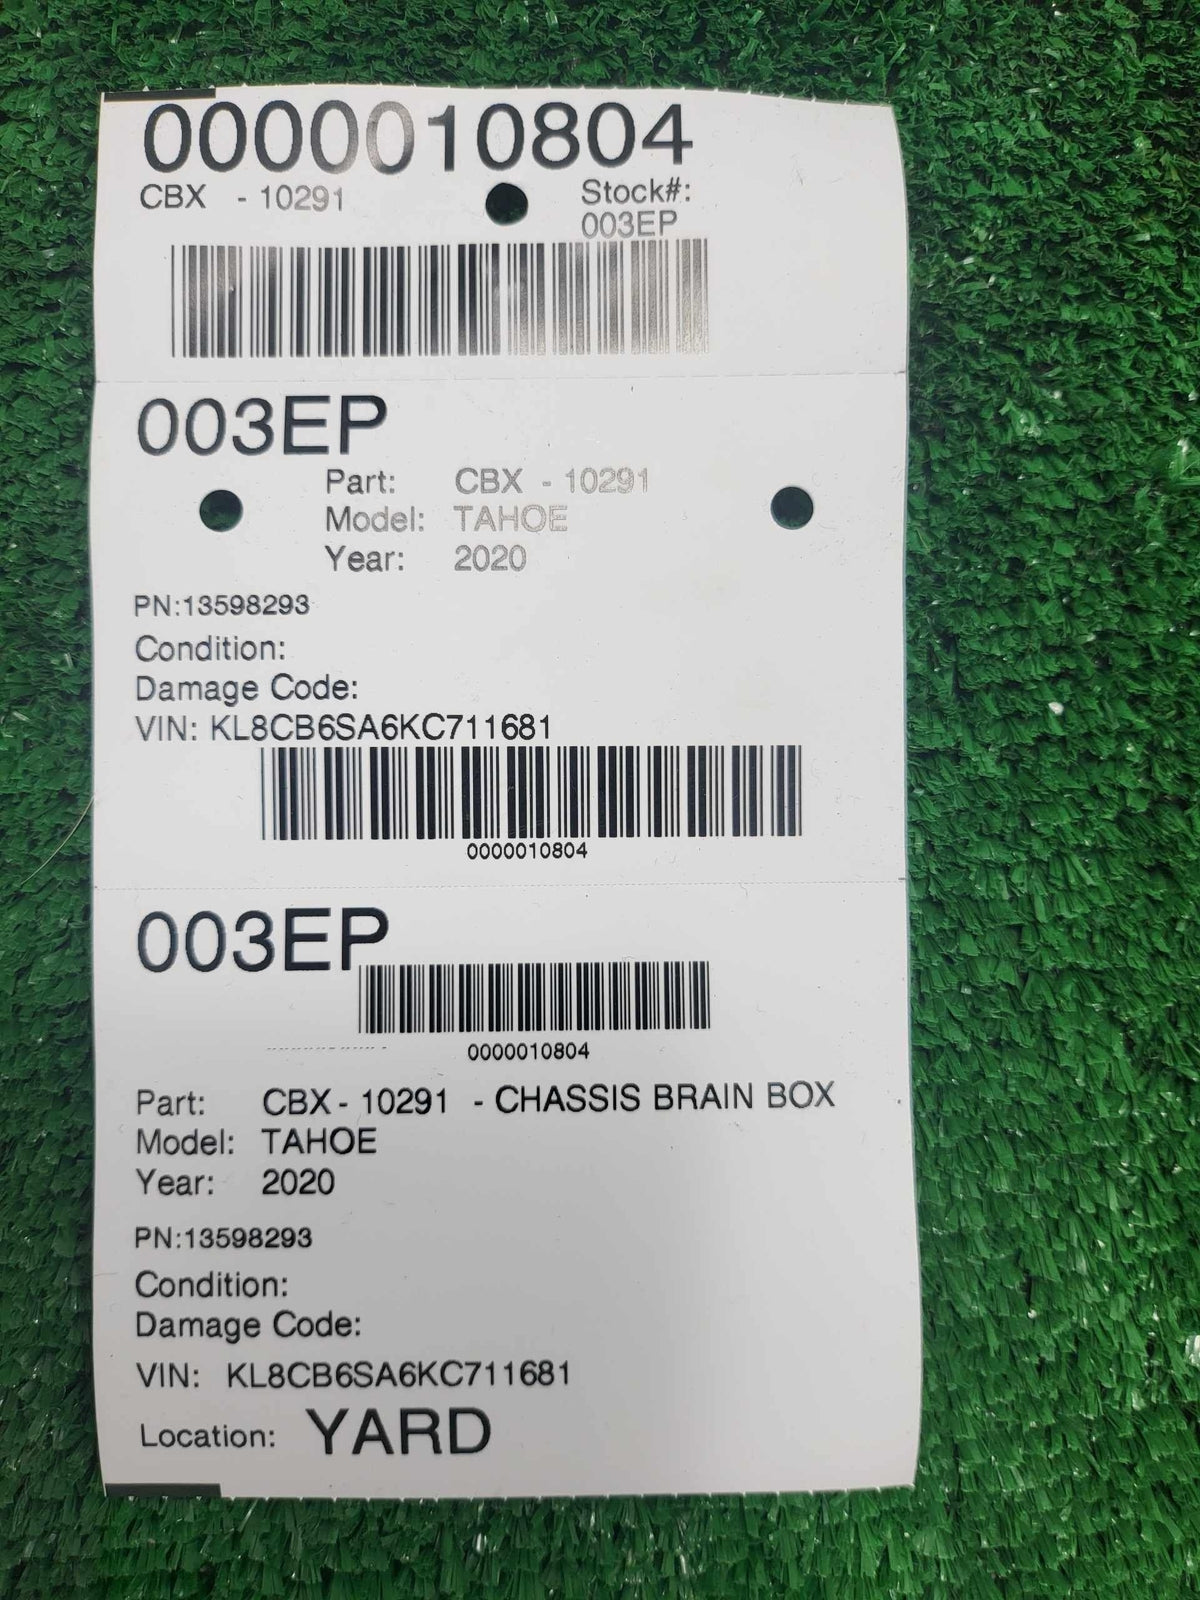 0000010804
CBX - 10291
Stock#:
003EP
003EP
Part: CBX - 10291
Model: TAHOE
Year: 2020
PN:13598293
Condition:
Damage Code:
VIN: KL8CB6SA6KC711681
0000010804
003EP
0000010804
Part: CBX - 10291 - CHASSIS BRAIN BOX
Model: TAHOE
Year: 2020
PN:13598293
Condition:
Damage Code:
VIN: KL8CB6SA6KC711681
Location: YARD